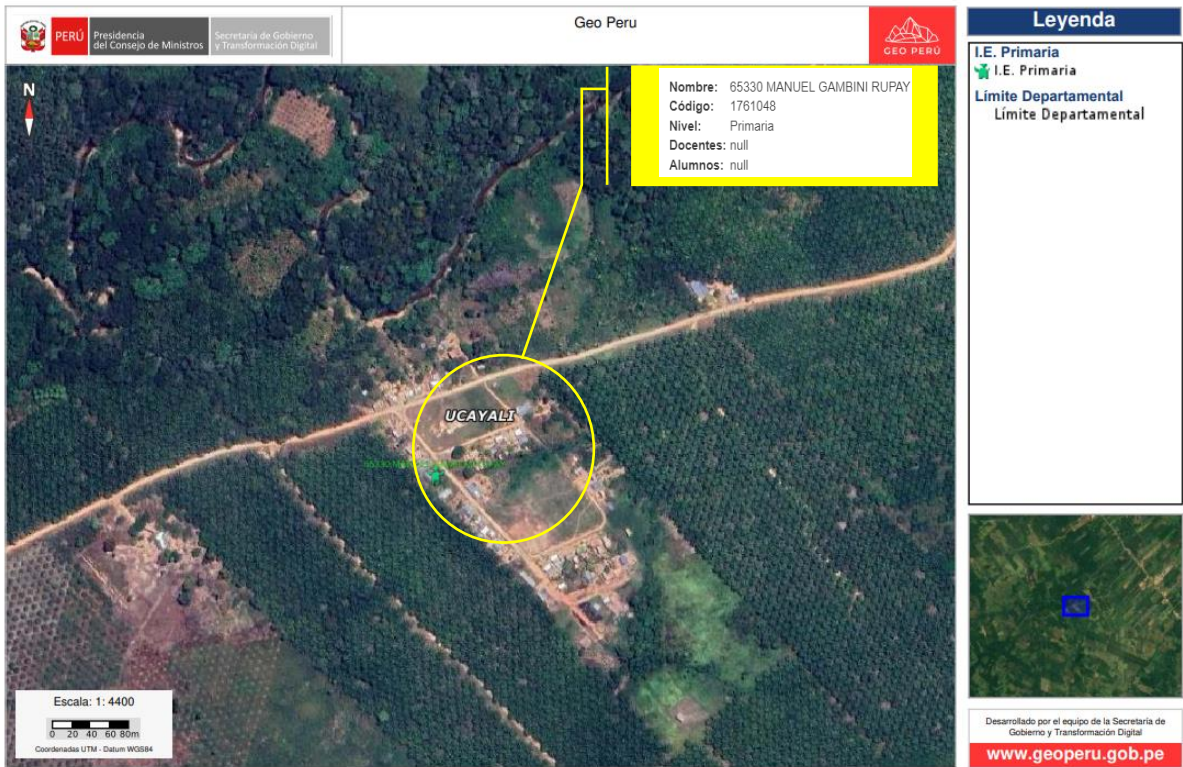 PERÚ
Presidencia
del Consejo de Ministros
Secretaría de Gobierno
y Transformación Digital
Geo Peru
GEO PERÚ
Leyenda
I.E. Primaria
I.E. Primaria
Límite Departamental
Límite Departamental
N
Nombre: 65330 MANUEL GAMBINI RUPAY
Código: 1761048
Nivel: Primaria
Docentes: null
Alumnos: null
UCAYALI
Escala: 1: 4400
0 20 40 60 80m
Coordenadas UTM - Datum WGS84
Desarrollado por el equipo de la Secretaría de
Gobierno y Transformación Digital
www.geoperu.gob.pe